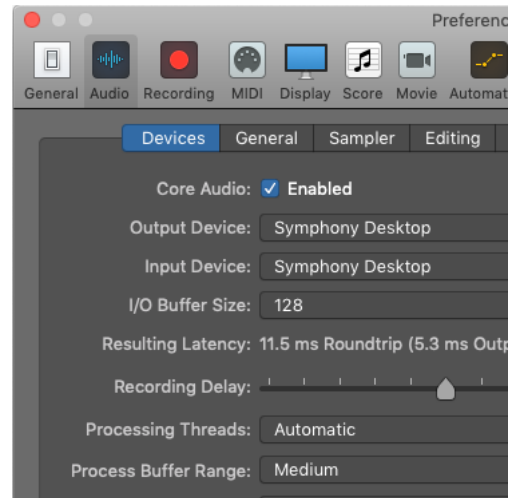 Preferenc
General Audio Recording MIDI Display Score Movie Automat
Devices General Sampler Editing
Core Audio: Enabled
Output Device: Symphony Desktop
Input Device: Symphony Desktop
I/O Buffer Size: 128
Resulting Latency: 11.5 ms Roundtrip (5.3 ms Outp
Recording Delay:
Processing Threads: Automatic
Process Buffer Range: Medium